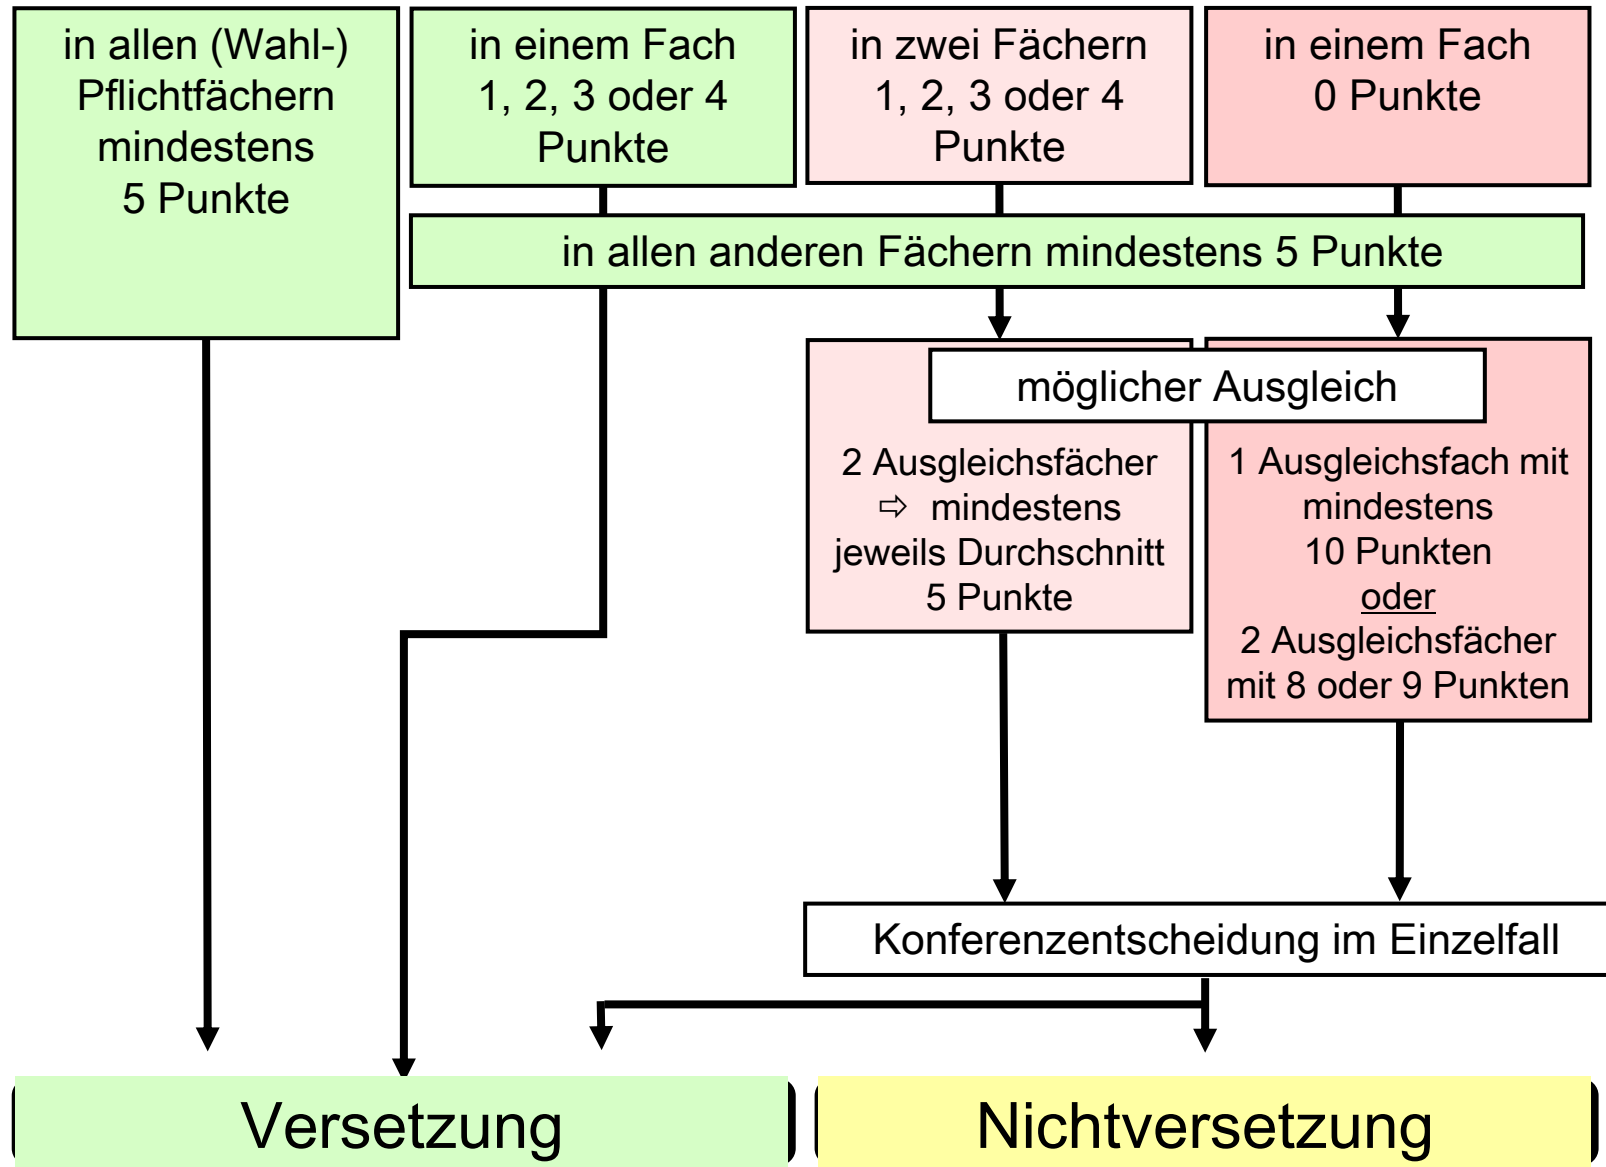 in allen (Wahl-)
Pflichtfächern
mindestens
5 Punkte
in einem Fach
1, 2, 3 oder 4
Punkte
in zwei Fächern
1, 2, 3 oder 4
Punkte
in einem Fach
0 Punkte
in allen anderen Fächern mindestens 5 Punkte
möglicher Ausgleich
2 Ausgleichsfächer
⇨ mindestens
jeweils Durchschnitt
5 Punkte
1 Ausgleichsfach mit
mindestens
10 Punkten
oder
2 Ausgleichsfächer
mit 8 oder 9 Punkten
Konferenzentscheidung im Einzelfall
Versetzung
Nichtversetzung